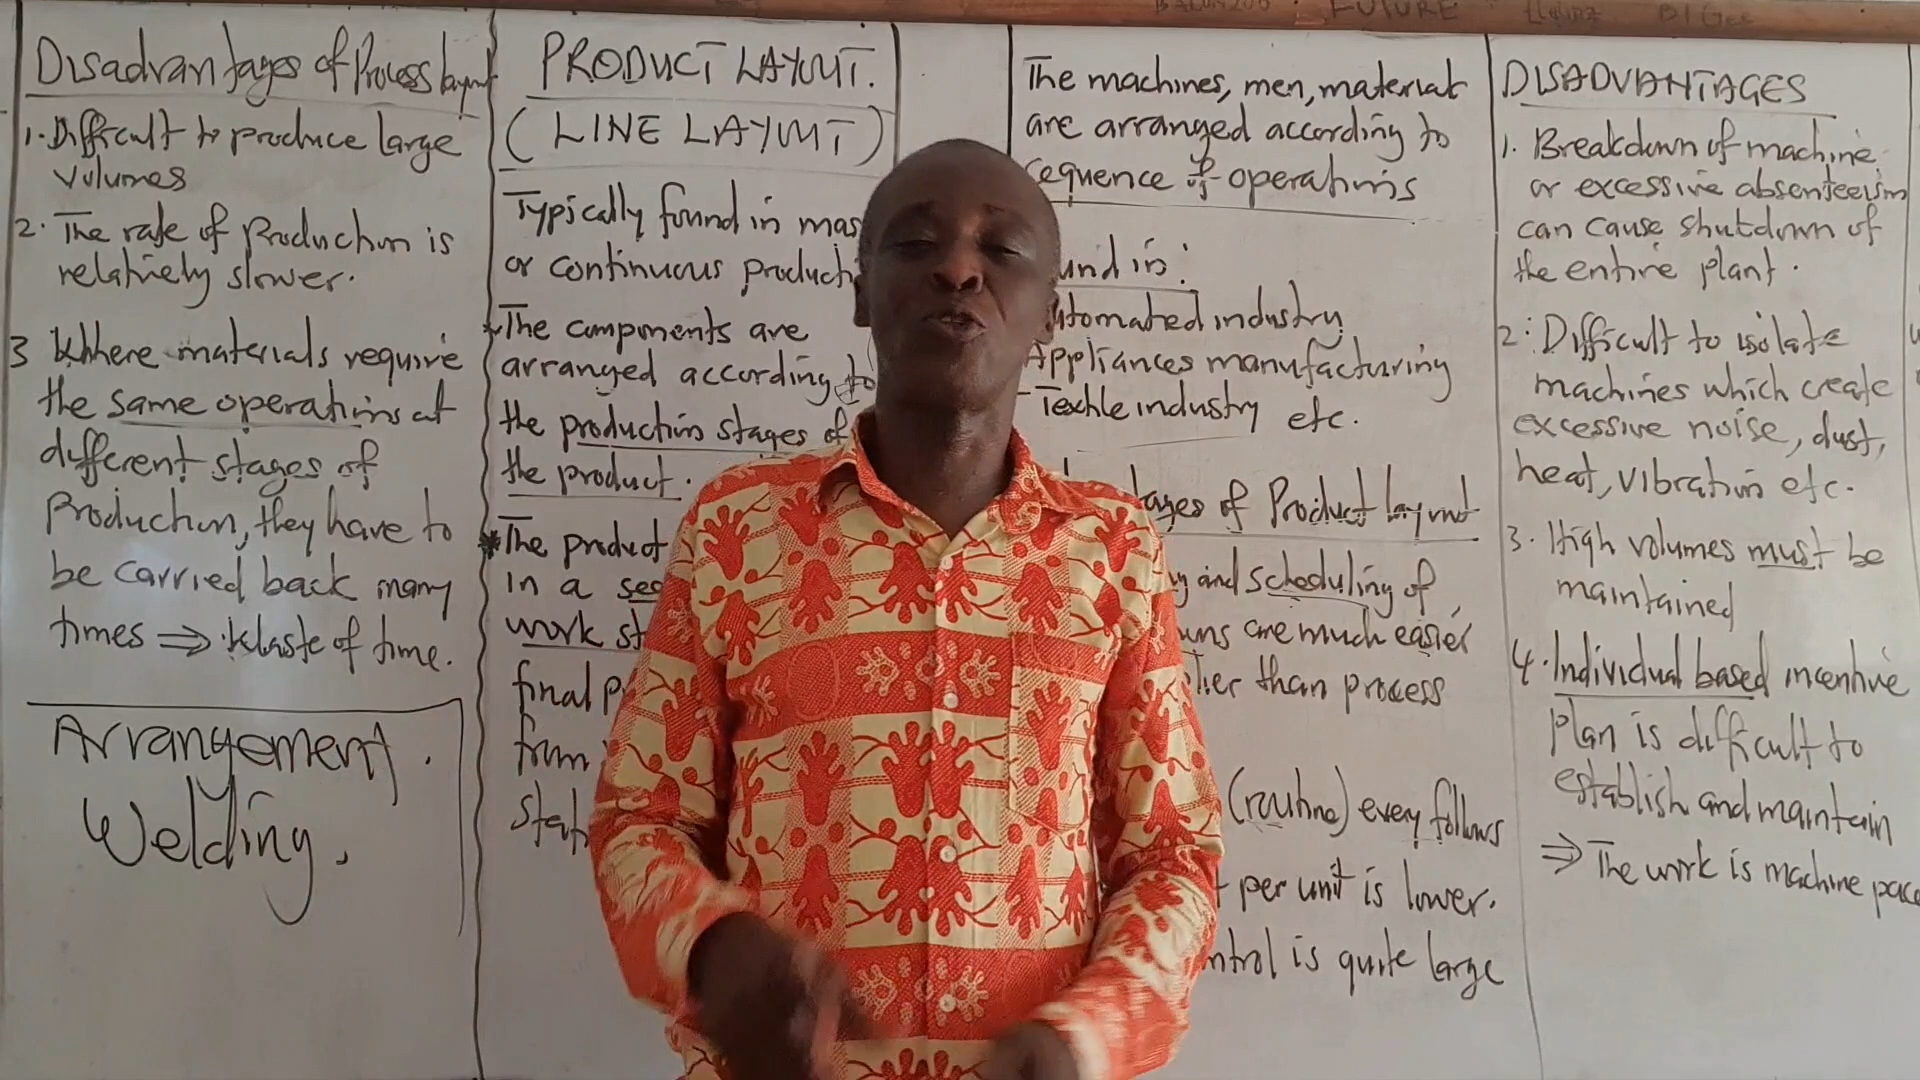 FUTURE
Disadvantages of Process layout
1. Difficult to produce large
volumes
2. The rate of Production is
relatively slower.
3 Where materials require
the same operations at
different stages of
Production, they have to
be carried back many
times ⇒ Waste of time.
Arrangement.
Welding.
PRODUCT LAYOUT.
(LINE LAYOUT)
Typically found in mas
or continuous producti
The components are
arranged according to
the production stages of
the product.
* The product
in a
work
final
from
The machines, men, material
are arranged according to
sequence of operations
und in:
utomated industry
Appliances manufacturing
- Textile industry etc.
tages of Product layout
y and scheduling of
uns are much easier
lier than process
(routine) every follows
t per unit is lower.
ntrol is quite large
DISADVANTAGES
1. Breakdown of machine
or excessive absenteeism
can cause shutdown of
the entire plant.
2. Difficult to isolate
machines which create
excessive noise, dust,
heat, vibration etc.
3. High volumes must be
maintained
4. Individual based incentive
plan is difficult to
establish and maintain
⇒ The work is machine pace